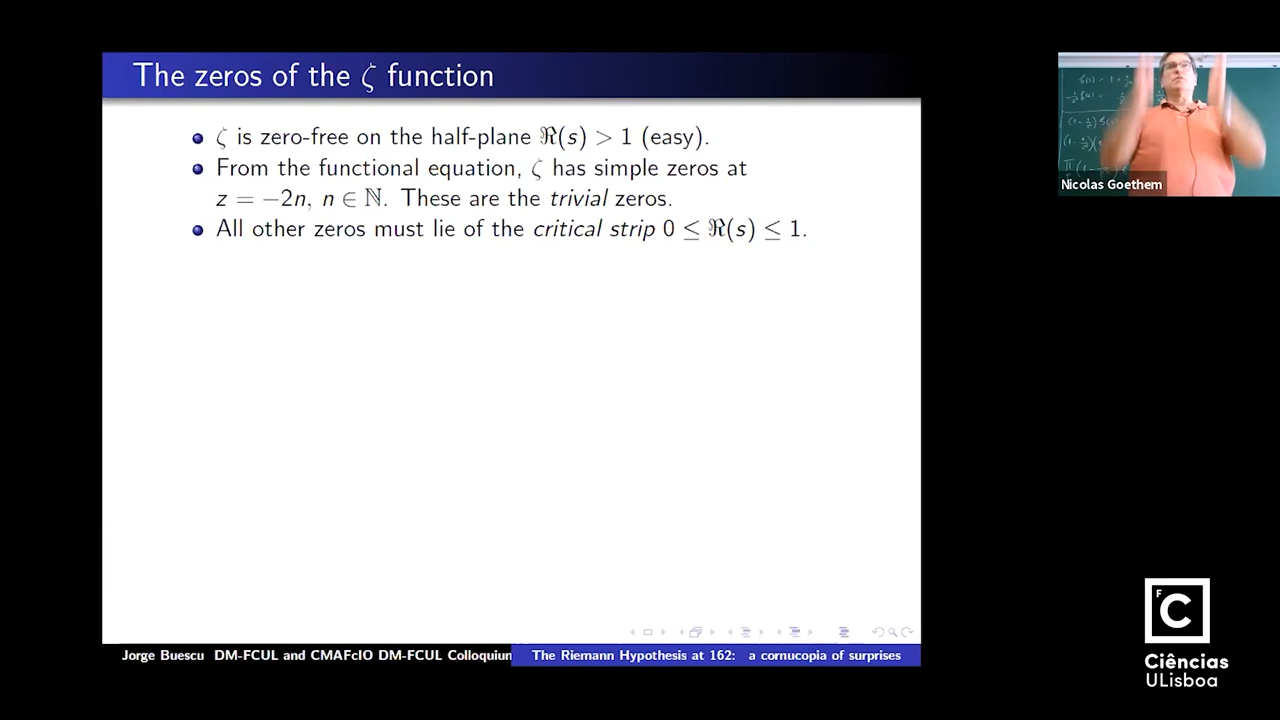 The zeros of the ζ function
ζ is zero-free on the half-plane ℜ(s) > 1 (easy).
From the functional equation, ζ has simple zeros at
z = −2n, n ∈ ℕ. These are the trivial zeros.
All other zeros must lie of the critical strip 0 ≤ ℜ(s) ≤ 1.
Jorge Buescu DM-FCUL and CMAFcIO DM-FCUL Colloquium
The Riemann Hypothesis at 162: a cornucopia of surprises
Nicolas Goethem
F
C
Ciências
ULisboa